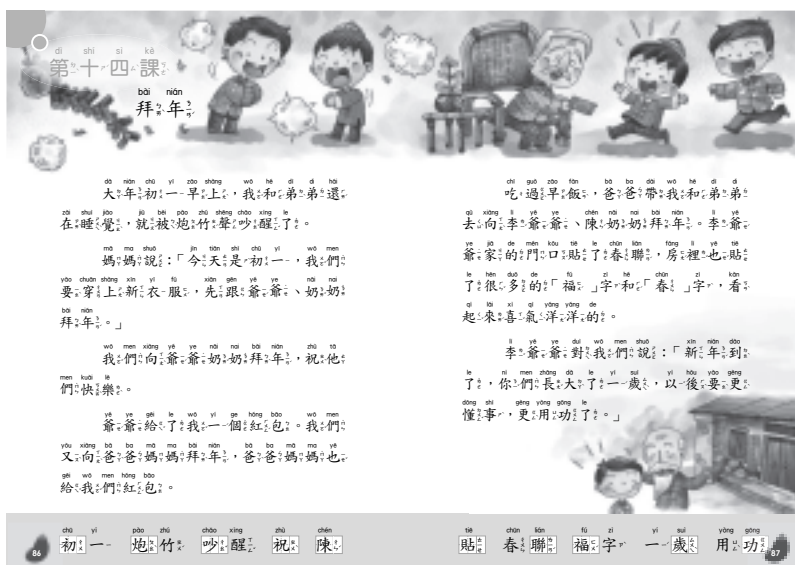 第十四課
拜年
大年初一早上，我和弟弟還
在睡覺，就被炮竹聲吵醒了。
媽媽說：「今天是初一，我們
要穿上新衣服，先跟爺爺、奶奶
拜年。」
我們向爺爺奶奶拜年，祝他
們快樂。
爺爺給了我一個紅包。我們
又向爸爸媽媽拜年，爸爸媽媽也
給我們紅包。
86
初一 炮竹 吵醒 祝 陳
吃過早飯，爸爸帶我和弟弟
去向李爺爺、陳奶奶拜年。李爺
爺家的門口貼了春聯，房裡也貼
了很多的「福」字和「春」字，看
起來喜氣洋洋的。
李爺爺對我們說：「新年到
了，你們長大了一歲，以後要更
懂事，更用功了。」
貼 春聯 福字 一歲 用功
87